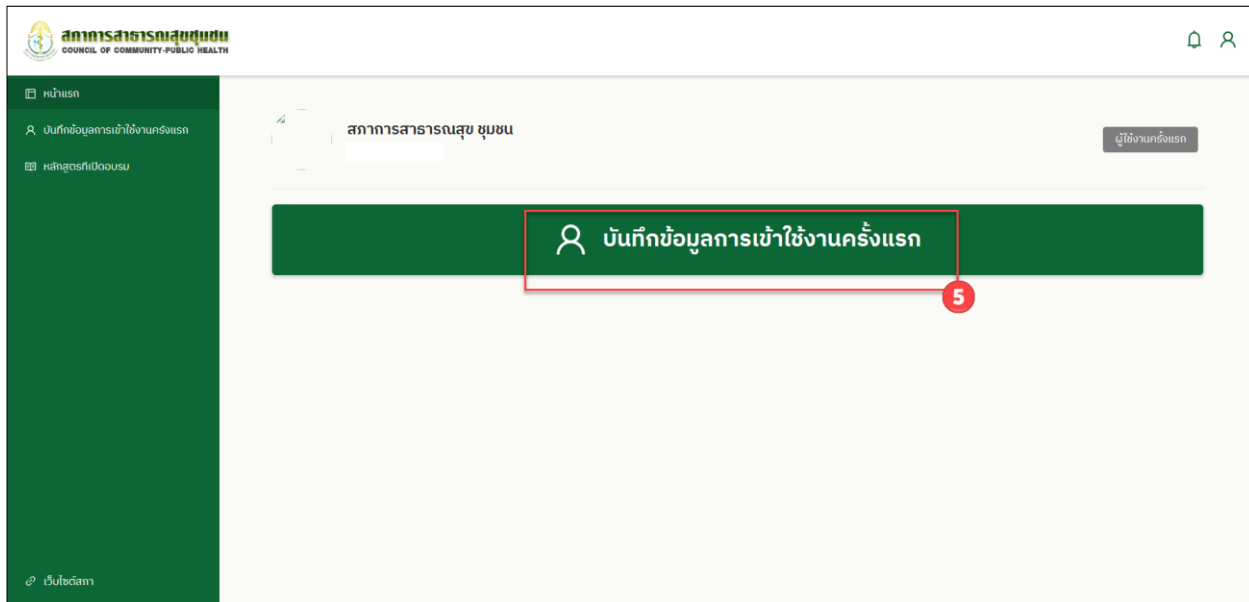 สภาการสาธารณสุขชุมชน
COUNCIL OF COMMUNITY-PUBLIC HEALTH
หน้าแรก
บันทึกข้อมูลการเข้าใช้งานครั้งแรก
หลักสูตรที่เปิดอบรม
สภาการสาธารณสุข ชุมชน
ผู้ใช้งานครั้งแรก
บันทึกข้อมูลการเข้าใช้งานครั้งแรก
5
เว็บไซต์สภา